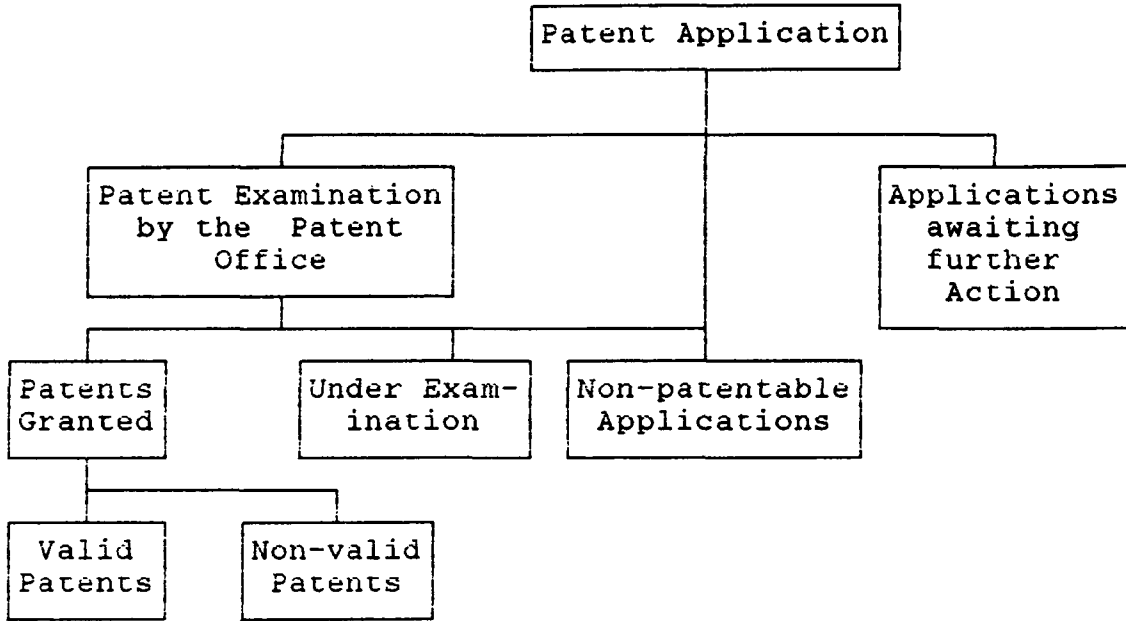 Patent Application
Patent Examination
by the Patent
Office
Applications
awaiting
further
Action
Patents
Granted
Under Exam-
ination
Non-patentable
Applications
Valid
Patents
Non-valid
Patents